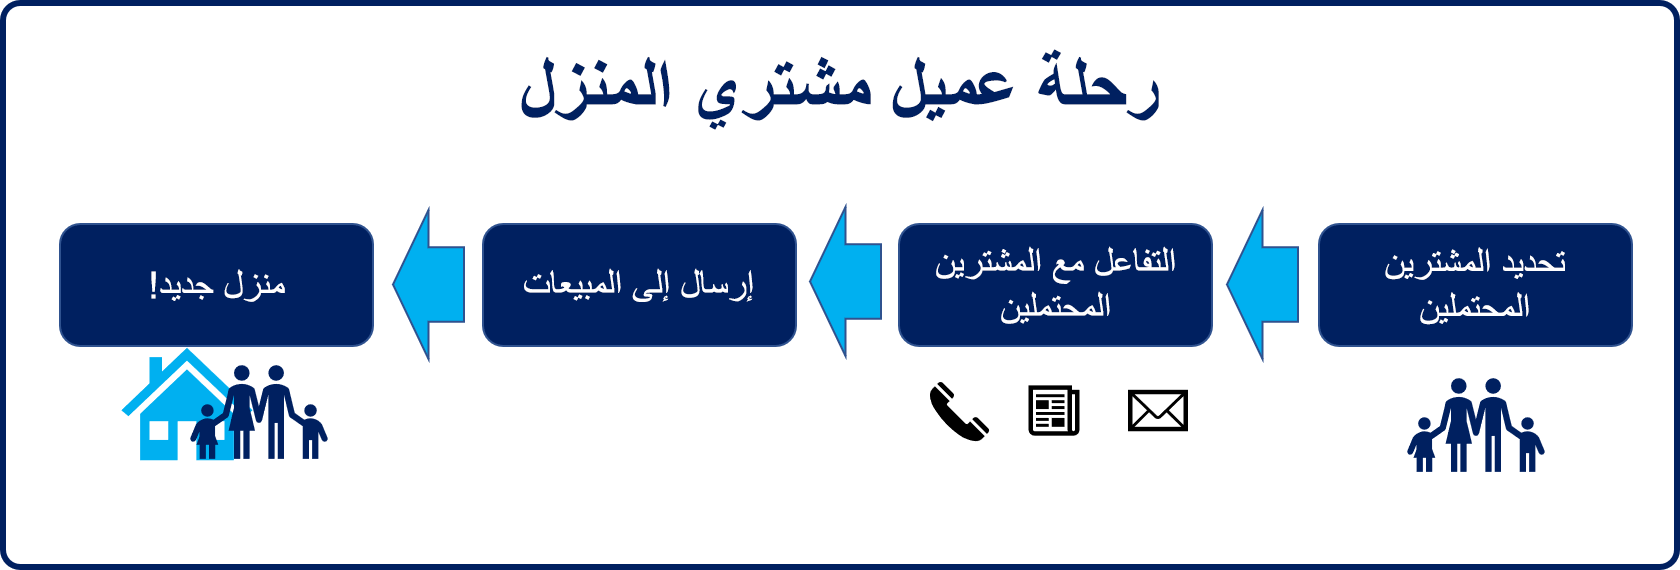 رحلة عميل مشتري المنزل
تحديد المشترين
المحتملين
التفاعل مع المشترين
المحتملين
إرسال إلى المبيعات
منزل جديد!